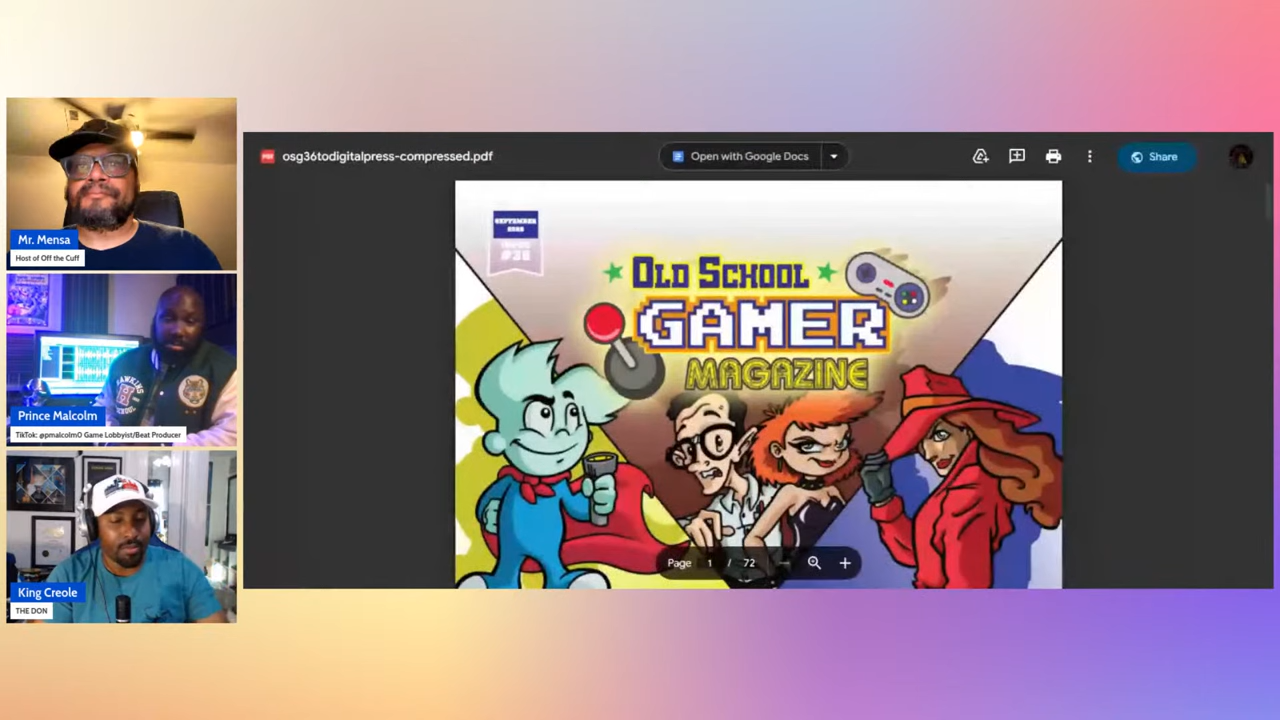 Mr. Mensa
Host of Off the Cuff
Prince Malcolm
TikTok: @pmalcolm0 Game Lobbyist/Beat Producer
King Creole
THE DON
osg36todigitalpress-compressed.pdf
Open with Google Docs
Share
SEPTEMBER
OLD SCHOOL
GAMER
MAGAZINE
Page 1 / 72